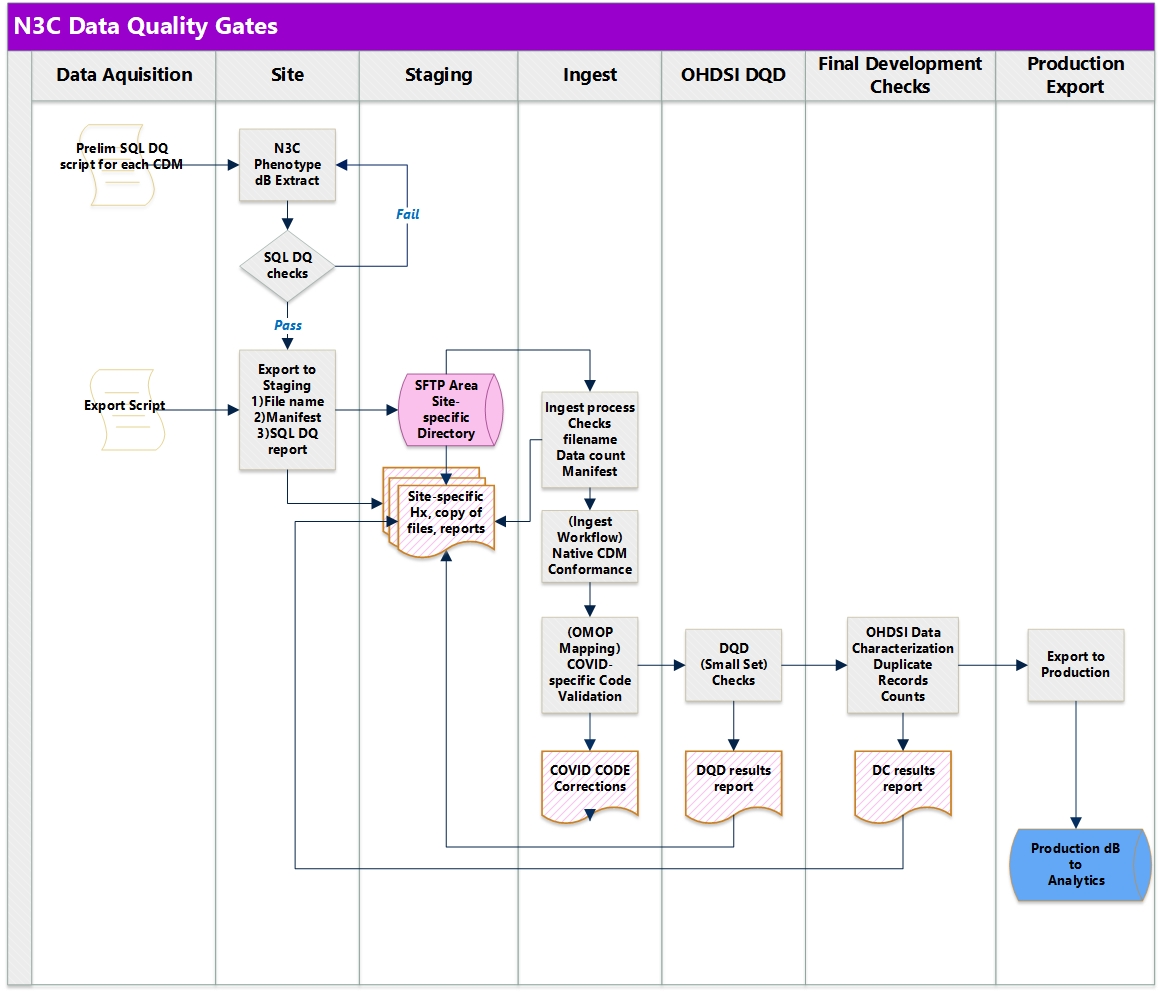 N3C Data Quality Gates
Data Aquisition
Site
Staging
Ingest
OHDSI DQD
Final Development
Checks
Production
Export
Prelim SQL DQ
script for each CDM
N3C
Phenotype
dB Extract
Fail
SQL DQ
checks
Pass
Export Script
Export to
Staging
1)File name
2)Manifest
3)SQL DQ
report
SFTP Area
Site-
specific
Directory
Site-specific
Hx, copy of
files, reports
Ingest process
Checks
filename
Data count
Manifest
(Ingest
Workflow)
Native CDM
Conformance
(OMOP
Mapping)
COVID-
specific Code
Validation
DQD
(Small Set)
Checks
OHDSI Data
Characterization
Duplicate
Records
Counts
Export to
Production
COVID CODE
Corrections
DQD results
report
DC results
report
Production dB
to
Analytics